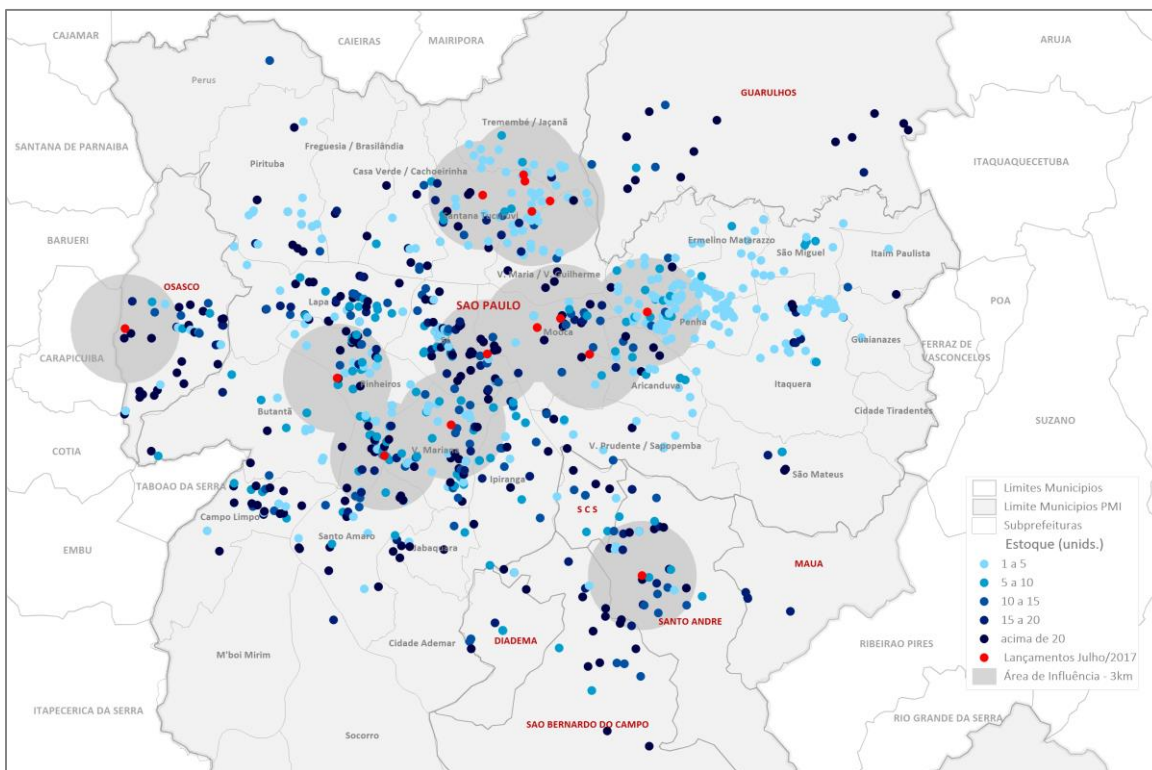 CAJAMAR
CAIEIRAS
MAIRIPORA
ARUJA
Perus
GUARULHOS
Tremembé / Jaçanã
SANTANA DE PARNAIBA
Freguesia / Brasilândia
Pirituba
ITAQUAQUECETUBA
Casa Verde / Cachoeirinha
Santana Tucuruvi
BARUERI
Ermelino Matarazzo
São Miguel
Itaim Paulista
V. Maria / V. Guilherme
OSASCO
POA
Lapa
SAO PAULO
Sé
Mooca
Penha
Guaianazes
CARAPICUIBA
FERRAZ DE
VASCONCELOS
Pinheiros
Aricanduva
Itaquera
Butantã
Cidade Tiradentes
SUZANO
COTIA
V. Mariana
V. Prudente / Sapopemba
Ipiranga
São Mateus
TABOAO DA SERRA
Campo Limpo
S C S
Santo Amaro
Jabaquara
EMBU
MAUA
SANTO ANDRE
DIADEMA
Cidade Ademar
RIBEIRAO PIRES
M'boi Mirim
ITAPECERICA DA SERRA
SAO BERNARDO DO CAMPO
RIO GRANDE DA SERRA
Socorro
Limites Municipios
Limite Municipios PMI
Subprefeituras
Estoque (unids.)
1 a 5
5 a 10
10 a 15
15 a 20
acima de 20
Lançamentos Julho/2017
Área de Influência - 3km